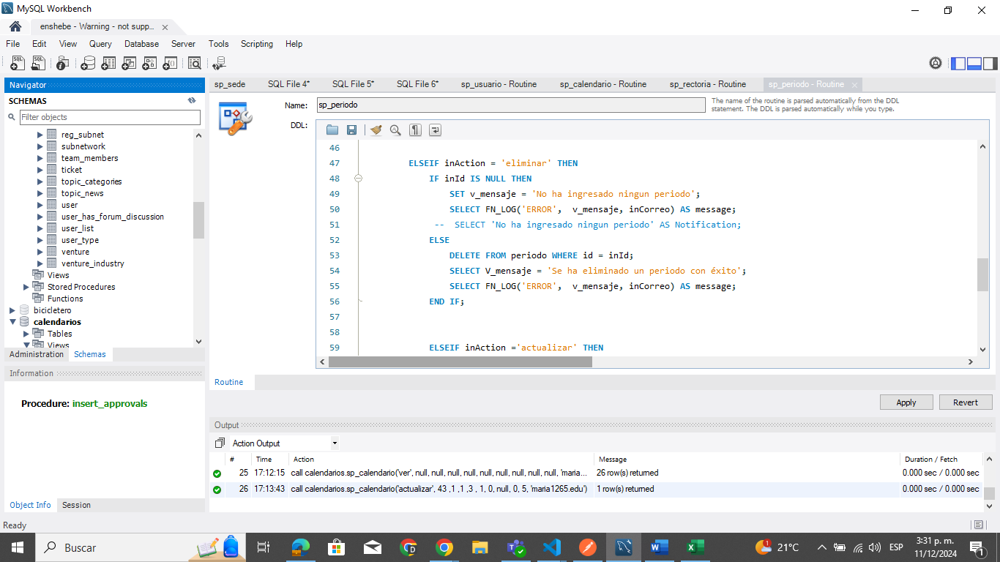 MySQL Workbench
enshebe - Warning - not supp...
File Edit View Query Database Server Tools Scripting Help
Navigator
SCHEMAS
Filter objects
reg_subnet
subnetwork
team_members
ticket
topic_categories
topic_news
user
user_has_forum_discussion
user_list
user_type
venture
venture_industry
Views
Stored Procedures
Functions
bicicletero
calendarios
Tables
Views
Administration Schemas
Information
Procedure: insert_approvals
Object Info Session
sp_sede SQL File 4* SQL File 5* SQL File 6* sp_usuario - Routine sp_calendario - Routine sp_rectoria - Routine sp_periodo - Routine
Name: sp_periodo
The name of the routine is parsed automatically from the DDL
statement. The DDL is parsed automatically while you type.
DDL:
46
47 ELSEIF inAction = 'eliminar' THEN
48 IF inId IS NULL THEN
49 SET v_mensaje = 'No ha ingresado ningun periodo';
50 SELECT FN_LOG('ERROR',  v_mensaje, inCorreo) AS message;
51 --  SELECT 'No ha ingresado ningun periodo' AS Notification;
52 ELSE
53 DELETE FROM periodo WHERE id = inId;
54 SELECT V_mensaje = 'Se ha eliminado un periodo con éxito';
55 SELECT FN_LOG('ERROR',  v_mensaje, inCorreo) AS message;
56 END IF;
57
58
59 ELSEIF inAction ='actualizar' THEN
Routine
Apply Revert
Output
Action Output
# Time Action Message Duration / Fetch
25 17:12:15 call calendarios.sp_calendario('ver', null, null, null, null, null, null, null, null, null, null, 'maria... 26 row(s) returned 0.000 sec / 0.000 sec
26 17:13:43 call calendarios.sp_calendario('actualizar', 43 ,1 ,1 ,3 , 1, 0, null, 0, 5, 'maria1265.edu') 1 row(s) returned 0.000 sec / 0.000 sec
Ready
Buscar
21°C
ESP
3:31 p. m.
11/12/2024